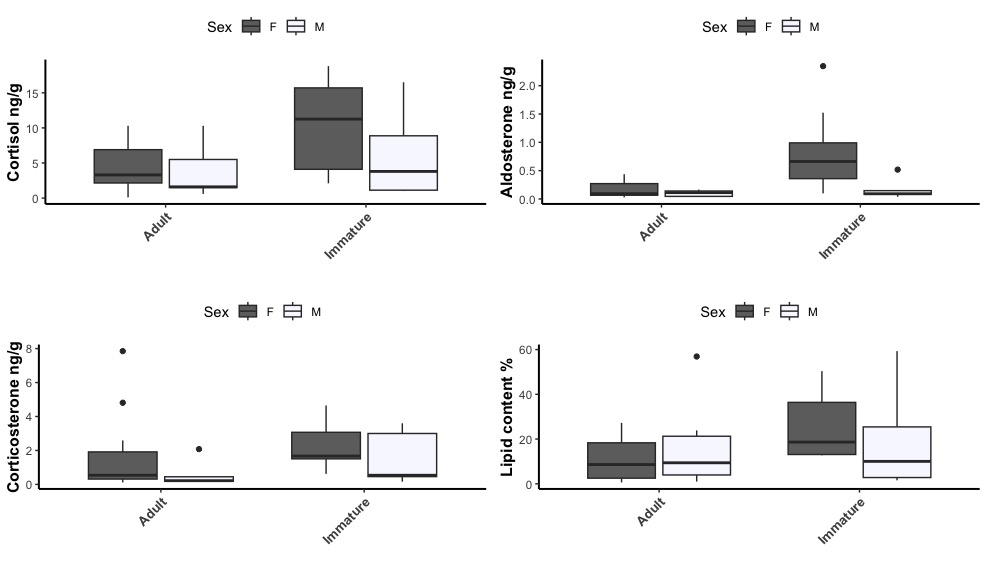 Sex F M
Cortisol ng/g
15
10
5
0
Adult
Immature
Sex F M
Aldosterone ng/g
2.0
1.5
1.0
0.5
0.0
Adult
Immature
Sex F M
Corticosterone ng/g
8
6
4
2
0
Adult
Immature
Sex F M
Lipid content %
60
40
20
0
Adult
Immature